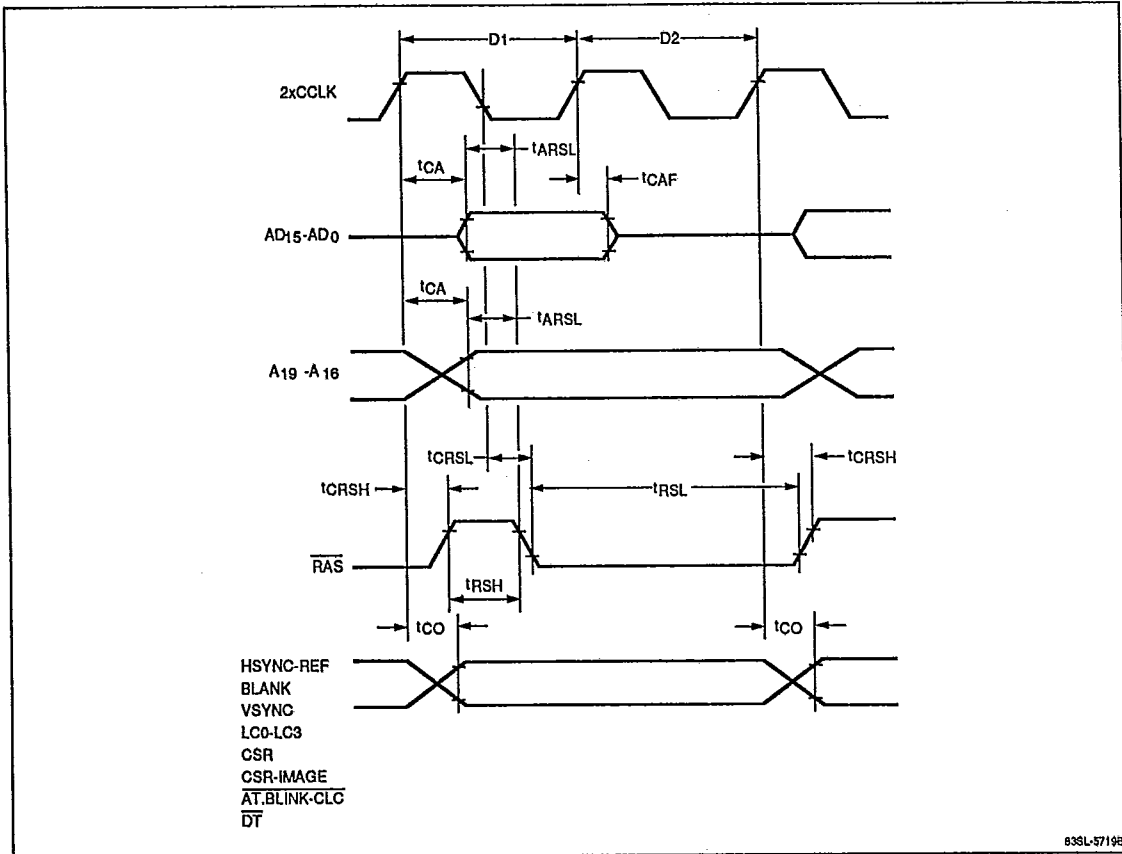 D1
D2
2xCCLK
tARSL
tCA
tCAF
AD15-AD0
tCA
tARSL
A19 -A16
tCRSL
tCRSH
tCRSH
tRSL
RAS
tRSH
tCO
tCO
HSYNC-REF
BLANK
VSYNC
LC0-LC3
CSR
CSR-IMAGE
AT.BLINK-CLC
DT
83SL-5719B